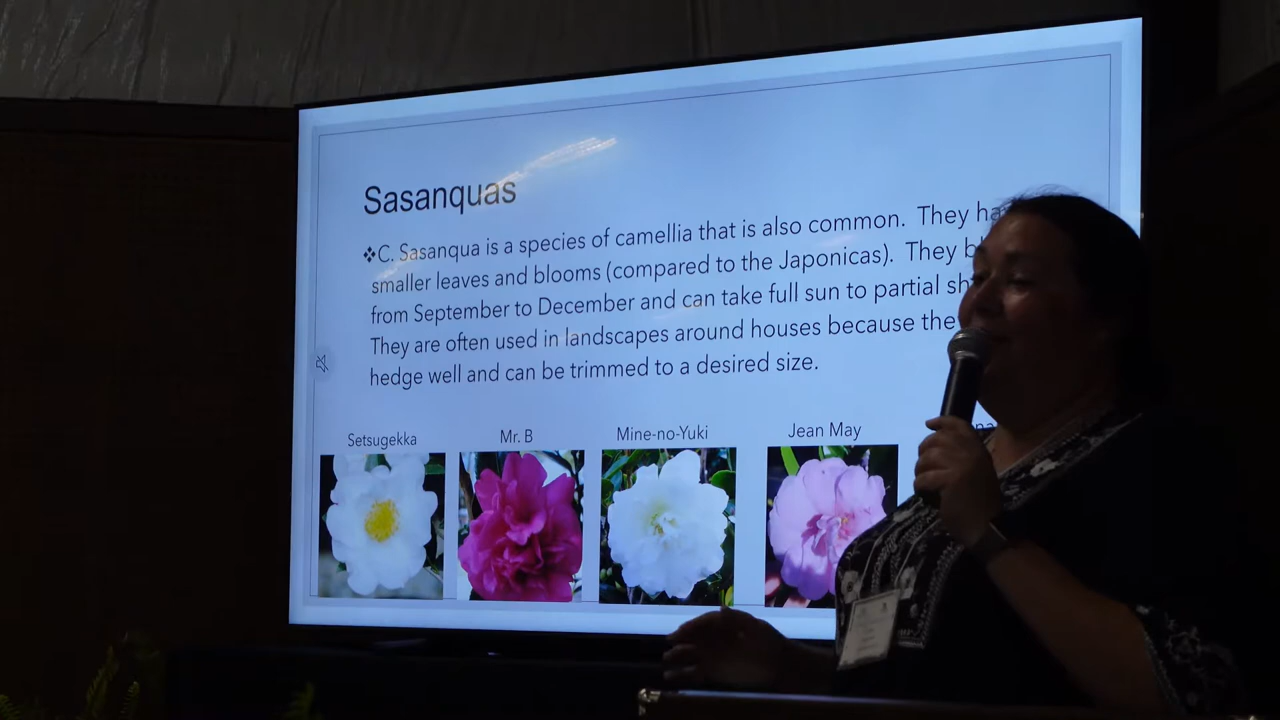 Sasanquas
❖C. Sasanqua is a species of camellia that is also common. They ha
smaller leaves and blooms (compared to the Japonicas). They b
from September to December and can take full sun to partial sh
They are often used in landscapes around houses because the
hedge well and can be trimmed to a desired size.
Setsugekka Mr. B Mine-no-Yuki Jean May